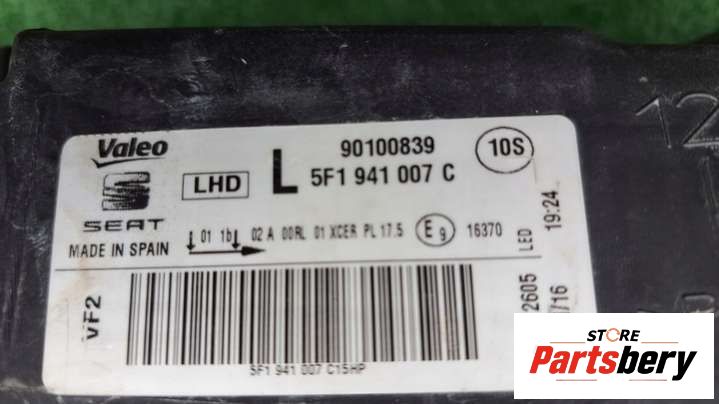 Valeo
90100839
10S
LHD
L
5F1 941 007 C
SEAT
MADE IN SPAIN
01 1b 02 A 00RL 01 XCER PL 17.5 E9 16370
LED 19:24
2605 /16
VF2
5F1 941 007 C15HP
12
STORE
Partsbery